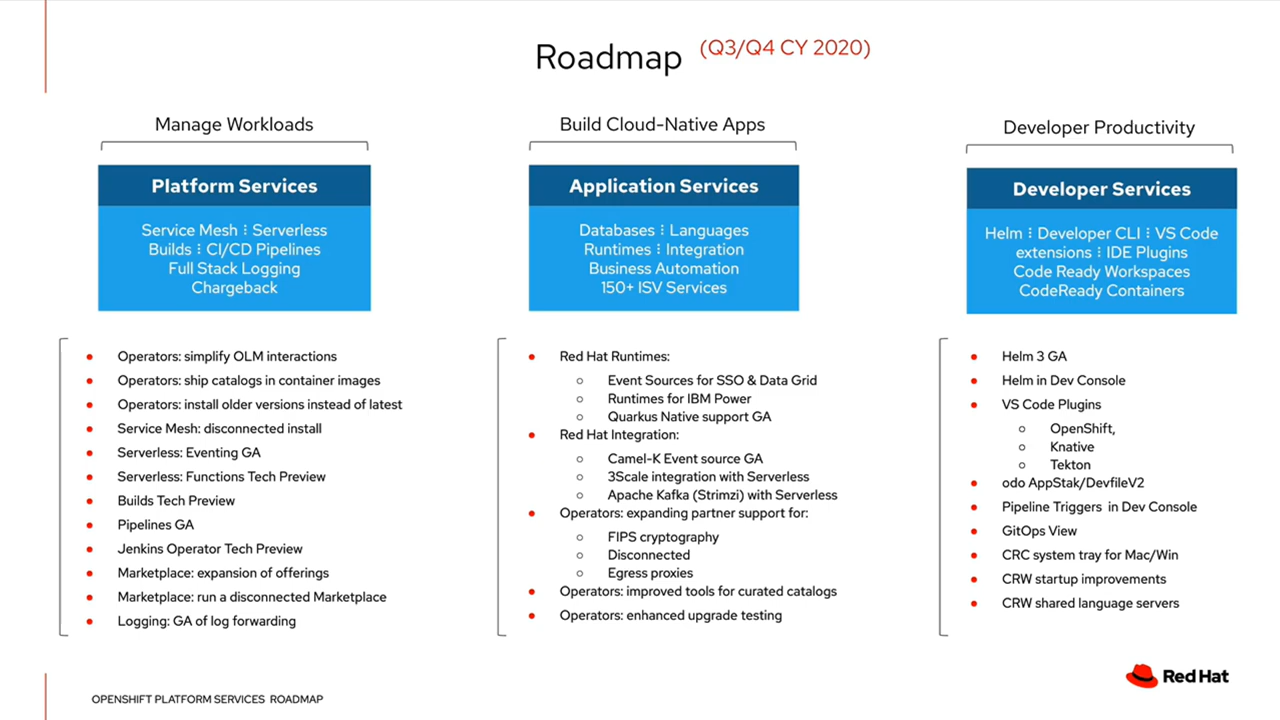 Roadmap (Q3/Q4 CY 2020)
Manage Workloads
Platform Services
Service Mesh ⋮ Serverless
Builds ⋮ CI/CD Pipelines
Full Stack Logging
Chargeback
• Operators: simplify OLM interactions
• Operators: ship catalogs in container images
• Operators: install older versions instead of latest
• Service Mesh: disconnected install
• Serverless: Eventing GA
• Serverless: Functions Tech Preview
• Builds Tech Preview
• Pipelines GA
• Jenkins Operator Tech Preview
• Marketplace: expansion of offerings
• Marketplace: run a disconnected Marketplace
• Logging: GA of log forwarding
Build Cloud-Native Apps
Application Services
Databases ⋮ Languages
Runtimes ⋮ Integration
Business Automation
150+ ISV Services
• Red Hat Runtimes:
○ Event Sources for SSO & Data Grid
○ Runtimes for IBM Power
○ Quarkus Native support GA
• Red Hat Integration:
○ Camel-K Event source GA
○ 3Scale integration with Serverless
○ Apache Kafka (Strimzi) with Serverless
• Operators: expanding partner support for:
○ FIPS cryptography
○ Disconnected
○ Egress proxies
• Operators: improved tools for curated catalogs
• Operators: enhanced upgrade testing
Developer Productivity
Developer Services
Helm ⋮ Developer CLI ⋮ VS Code
extensions ⋮ IDE Plugins
Code Ready Workspaces
CodeReady Containers
• Helm 3 GA
• Helm in Dev Console
• VS Code Plugins
○ OpenShift,
○ Knative
○ Tekton
• odo AppStak/DevfileV2
• Pipeline Triggers in Dev Console
• GitOps View
• CRC system tray for Mac/Win
• CRW startup improvements
• CRW shared language servers
OPENSHIFT PLATFORM SERVICES ROADMAP
Red Hat